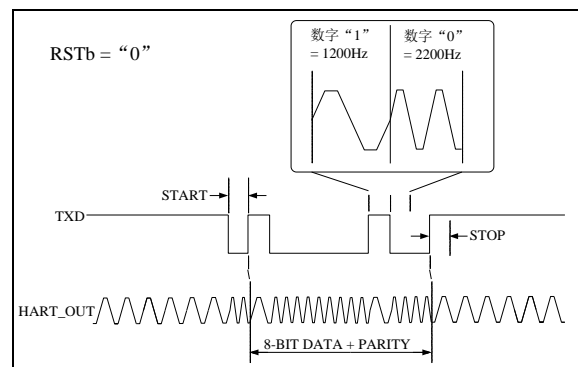 RSTb = “0”
数字“1”
= 1200Hz
数字“0”
= 2200Hz
START
TXD
STOP
HART_OUT
8-BIT DATA + PARITY